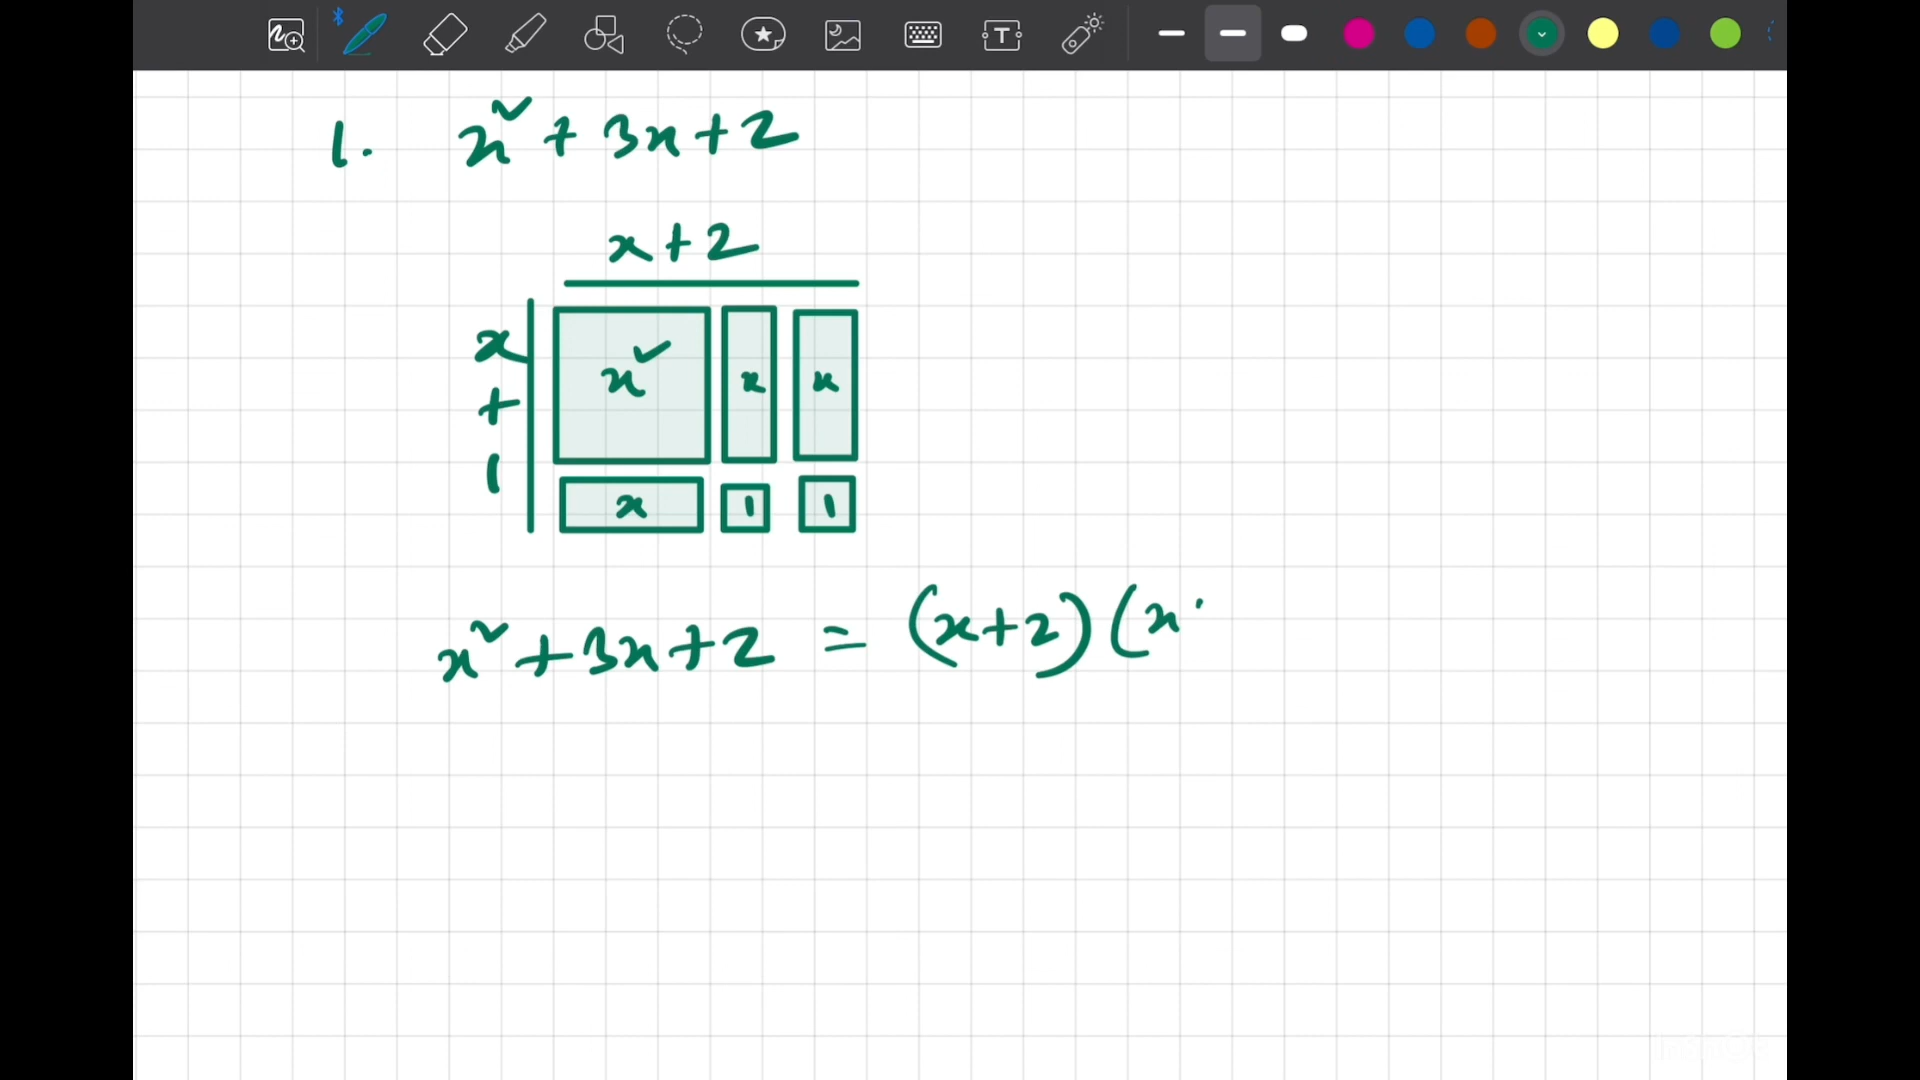 1. x² + 3x + 2
x + 2
x
+
1
x² x x
x 1 1
x² + 3x + 2 = (x+2) (x